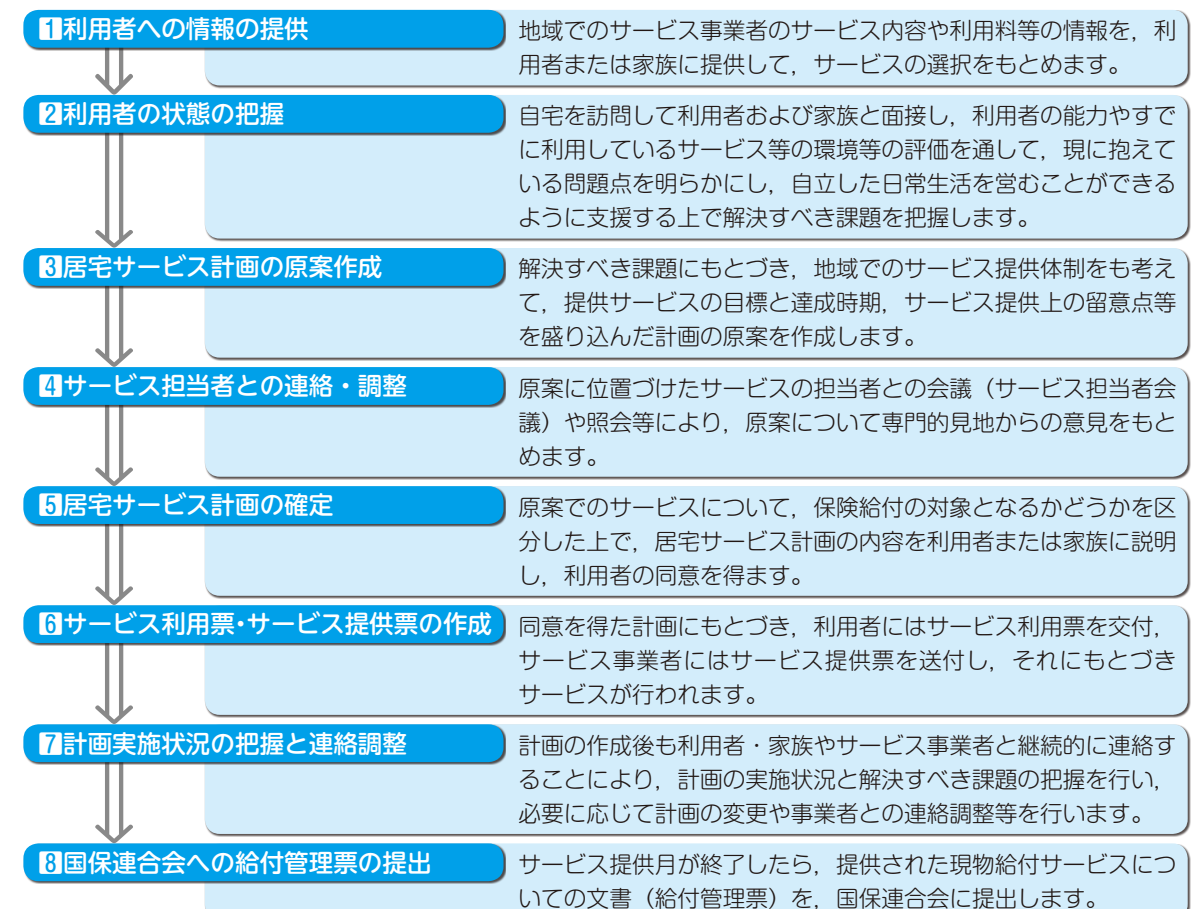 1利用者への情報の提供
地域でのサービス事業者のサービス内容や利用料等の情報を，利
用者または家族に提供して，サービスの選択をもとめます。
2利用者の状態の把握
自宅を訪問して利用者および家族と面接し，利用者の能力やすで
に利用しているサービス等の環境等の評価を通して，現に抱えて
いる問題点を明らかにし，自立した日常生活を営むことができる
ように支援する上で解決すべき課題を把握します。
3居宅サービス計画の原案作成
解決すべき課題にもとづき，地域でのサービス提供体制をも考え
て，提供サービスの目標と達成時期，サービス提供上の留意点等
を盛り込んだ計画の原案を作成します。
4サービス担当者との連絡・調整
原案に位置づけたサービスの担当者との会議（サービス担当者会
議）や照会等により，原案について専門的見地からの意見をもと
めます。
5居宅サービス計画の確定
原案でのサービスについて，保険給付の対象となるかどうかを区
分した上で，居宅サービス計画の内容を利用者または家族に説明
し，利用者の同意を得ます。
6サービス利用票・サービス提供票の作成
同意を得た計画にもとづき，利用者にはサービス利用票を交付，
サービス事業者にはサービス提供票を送付し，それにもとづき
サービスが行われます。
7計画実施状況の把握と連絡調整
計画の作成後も利用者・家族やサービス事業者と継続的に連絡す
ることにより，計画の実施状況と解決すべき課題の把握を行い，
必要に応じて計画の変更や事業者との連絡調整等を行います。
8国保連合会への給付管理票の提出
サービス提供月が終了したら，提供された現物給付サービスにつ
いての文書（給付管理票）を，国保連合会に提出します。